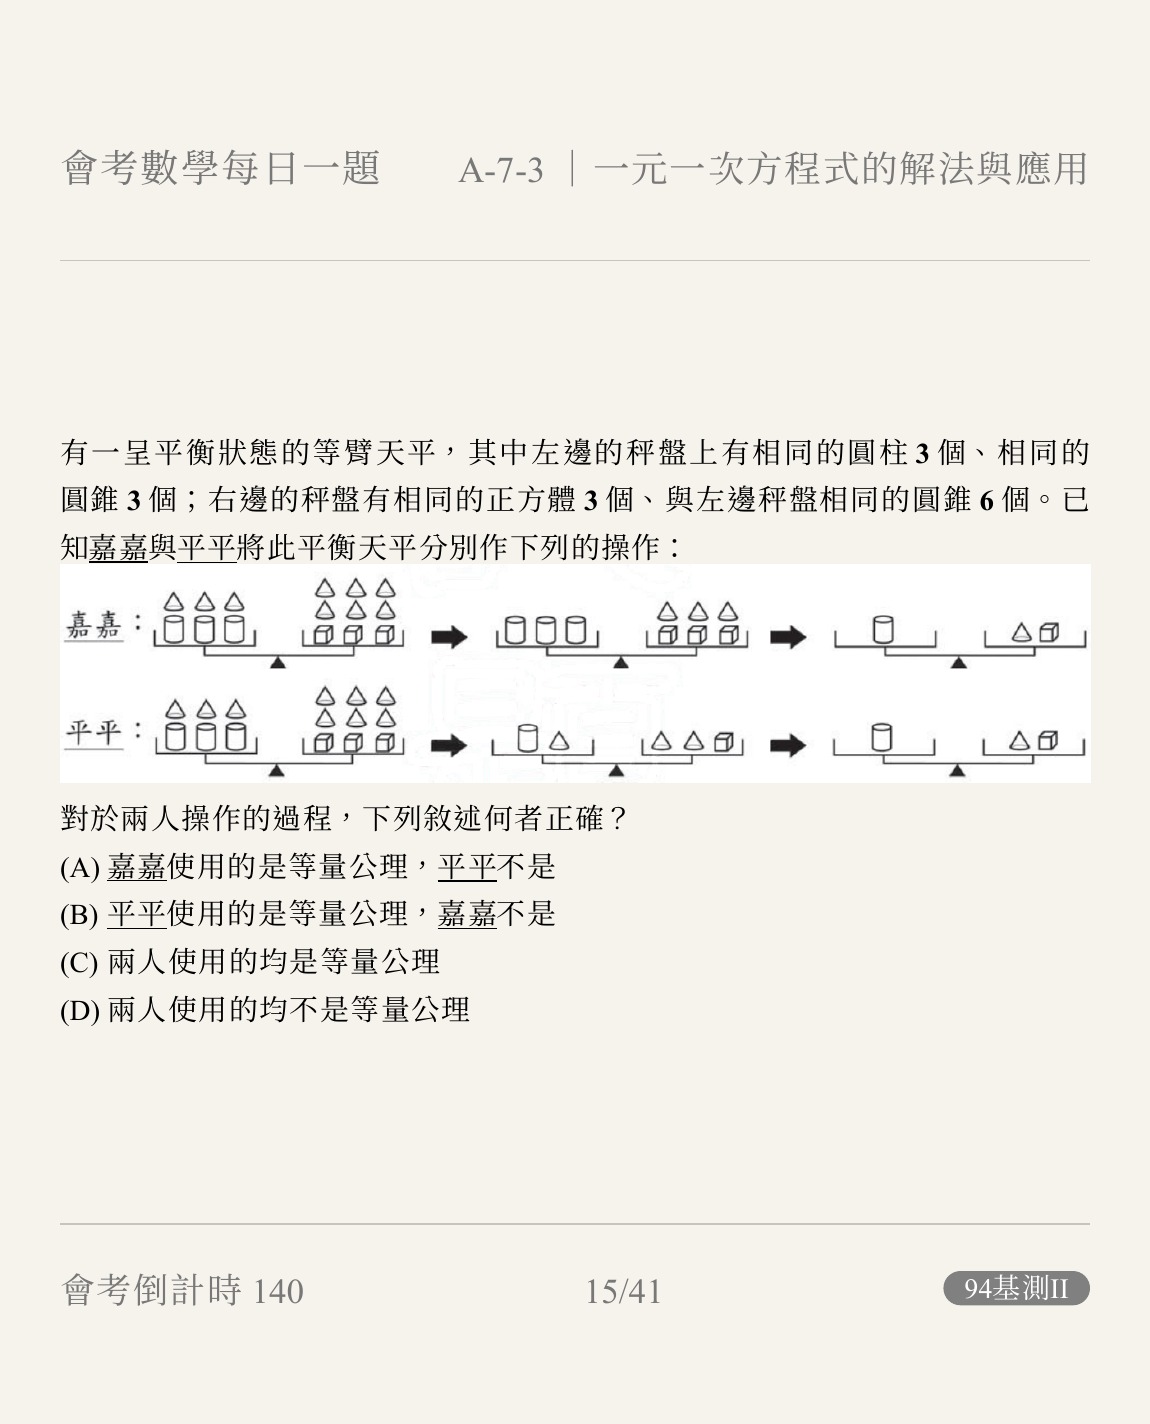 會考數學每日一題
A-7-3 ｜一元一次方程式的解法與應用
有一呈平衡狀態的等臂天平，其中左邊的秤盤上有相同的圓柱 3 個、相同的
圓錐 3 個；右邊的秤盤有相同的正方體 3 個、與左邊秤盤相同的圓錐 6 個。已
知嘉嘉與平平將此平衡天平分別作下列的操作：
嘉嘉：
平平：
對於兩人操作的過程，下列敘述何者正確？
(A) 嘉嘉使用的是等量公理，平平不是
(B) 平平使用的是等量公理，嘉嘉不是
(C) 兩人使用的均是等量公理
(D) 兩人使用的均不是等量公理
會考倒計時 140
15/41
94基測II